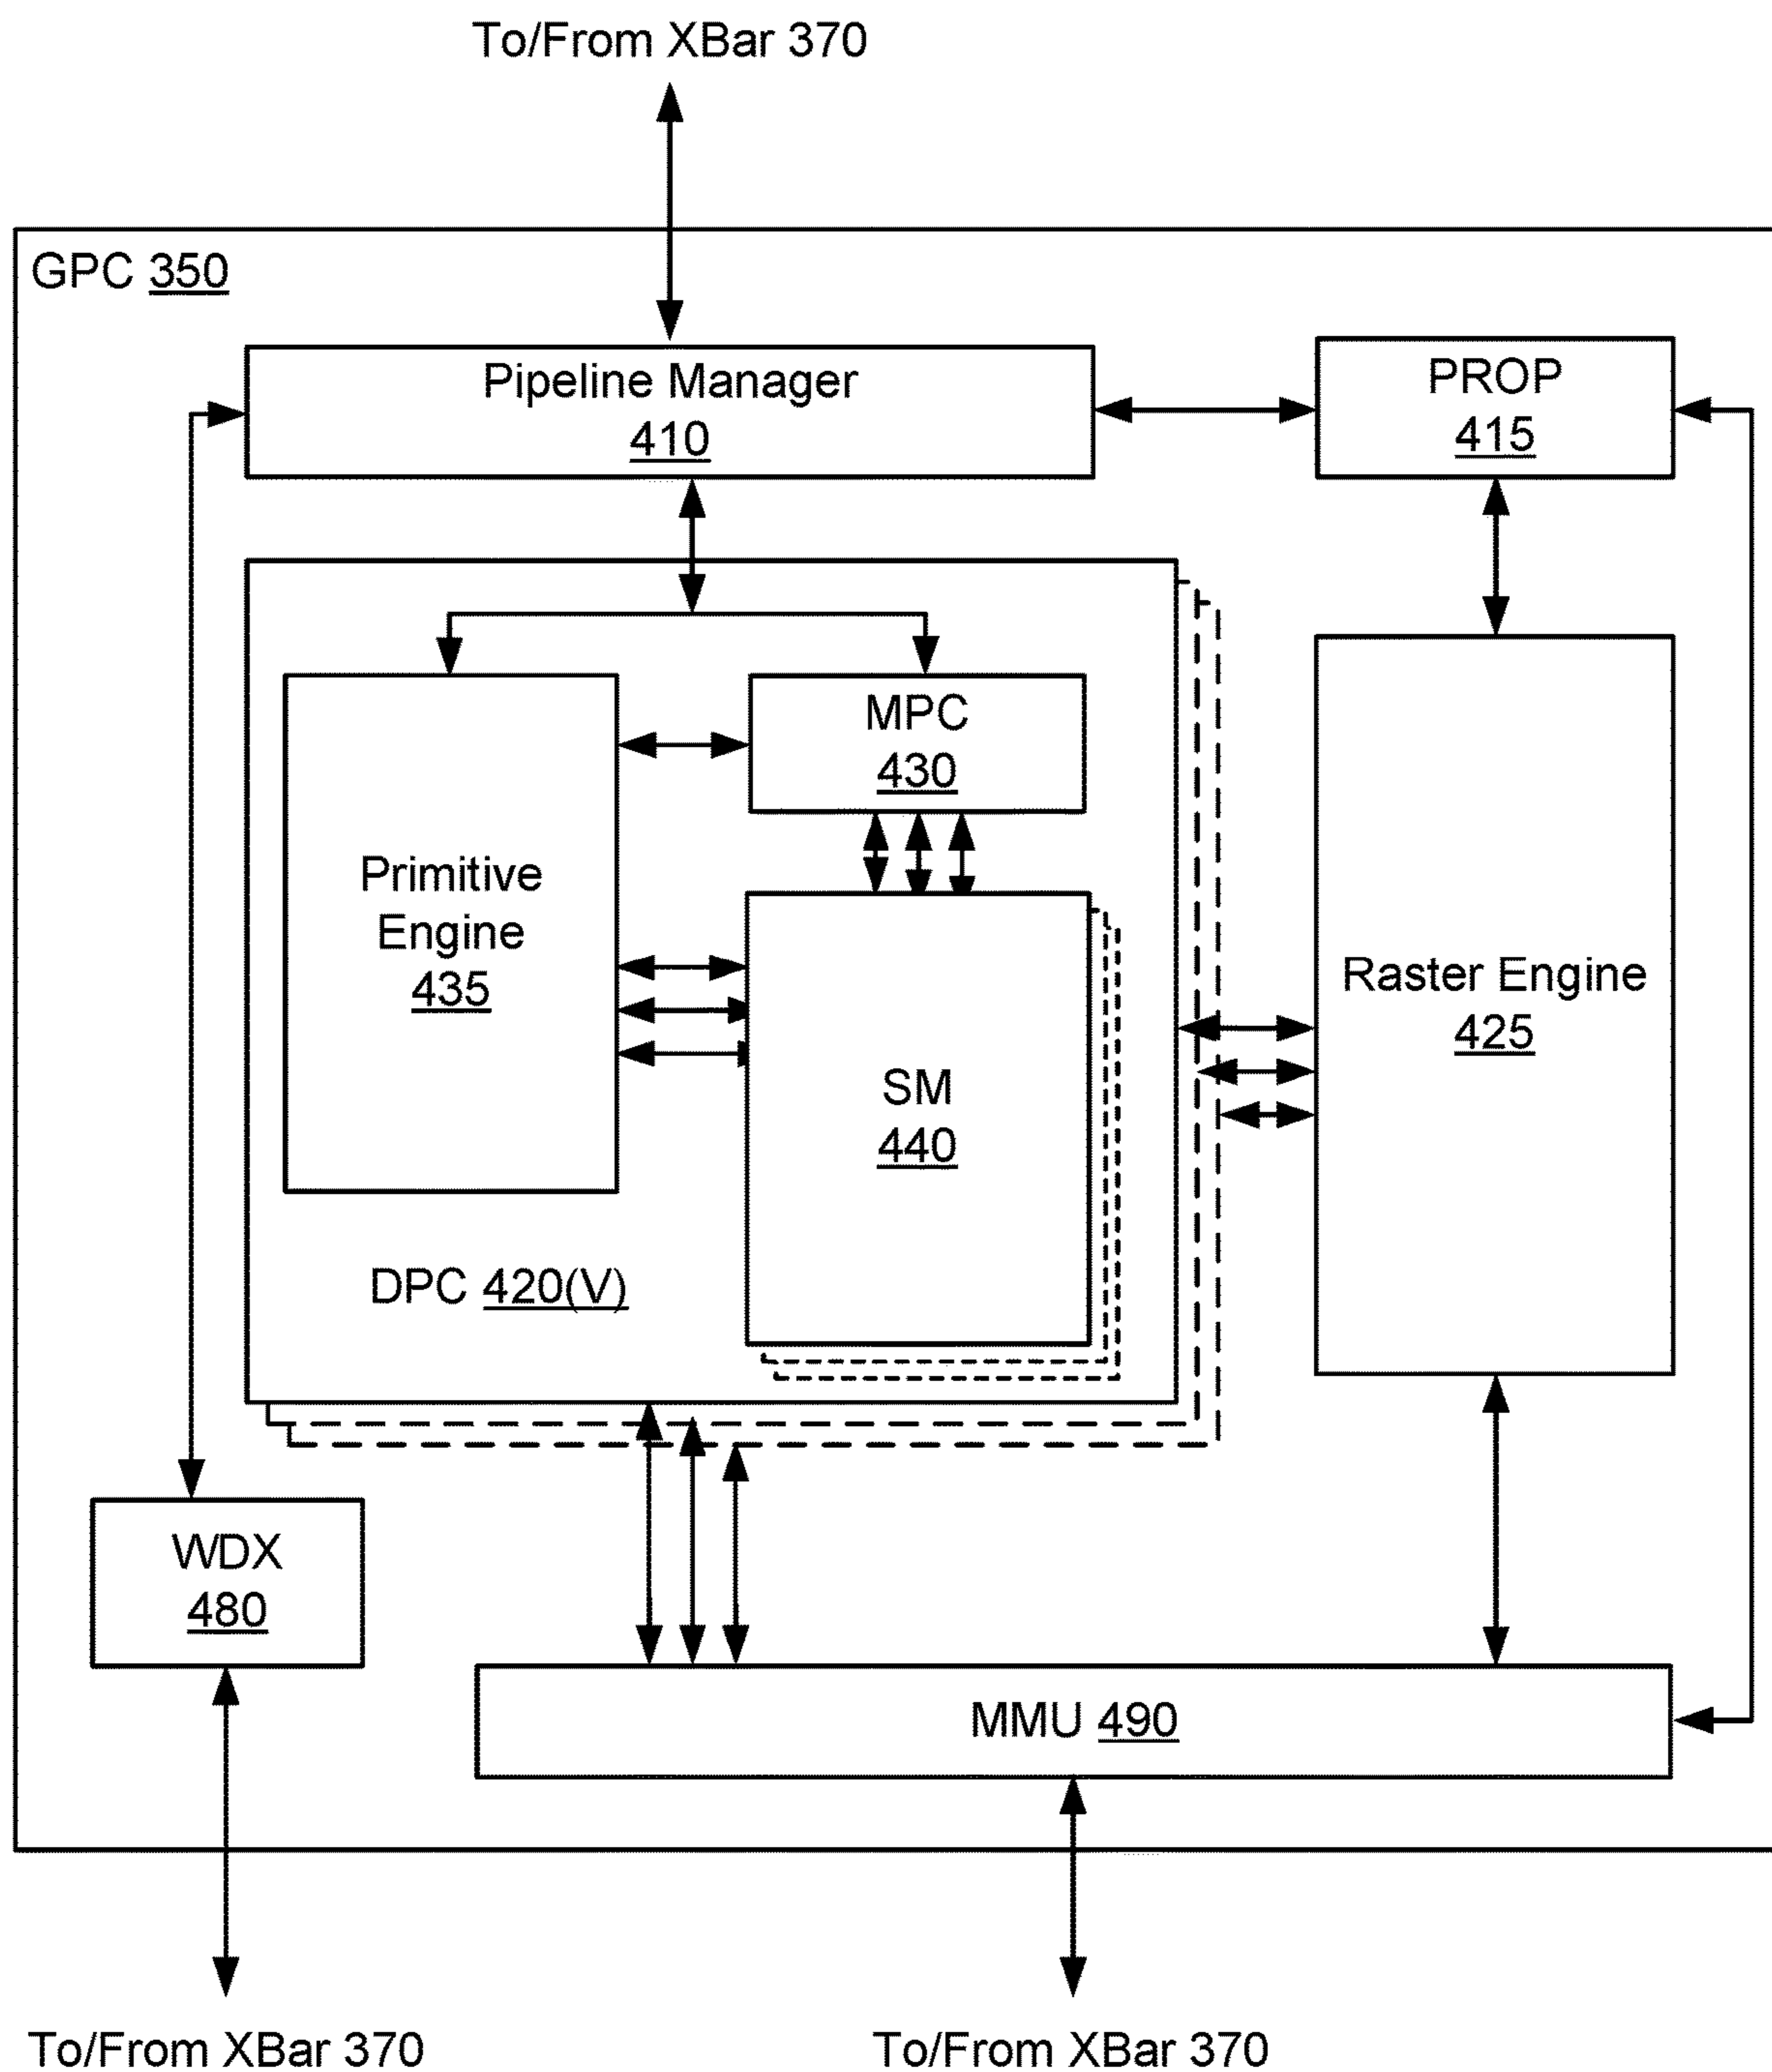 To/From XBar 370
GPC 350
Pipeline Manager
410
PROP
415
MPC
430
Primitive
Engine
435
Raster Engine
425
SM
440
DPC 420(V)
WDX
480
MMU 490
To/From XBar 370
To/From XBar 370